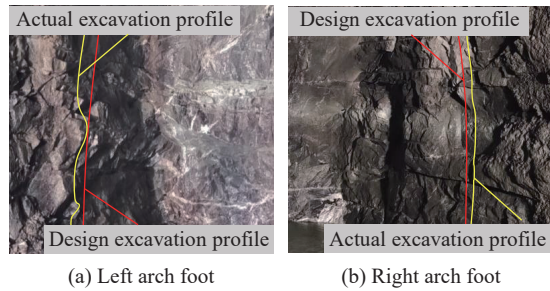 Actual excavation profile
Design excavation profile
Design excavation profile
Actual excavation profile
(a) Left arch foot
(b) Right arch foot